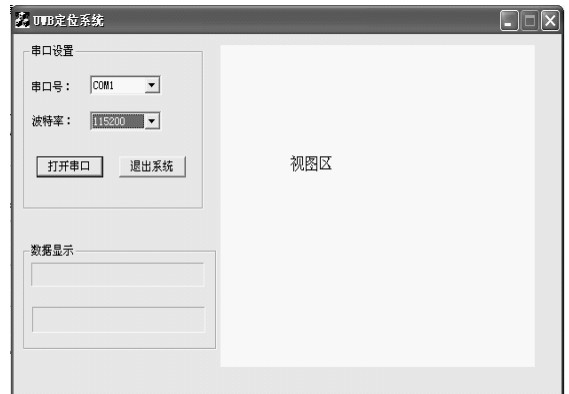 UWB定位系统
串口设置
串口号：
COM1
波特率：
115200
打开串口
退出系统
视图区
数据显示